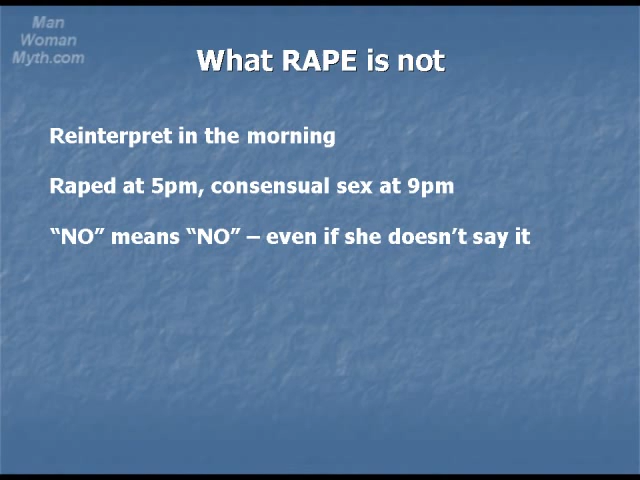 Man
Woman
Myth.com
What RAPE is not
Reinterpret in the morning
Raped at 5pm, consensual sex at 9pm
“NO” means “NO” – even if she doesn’t say it